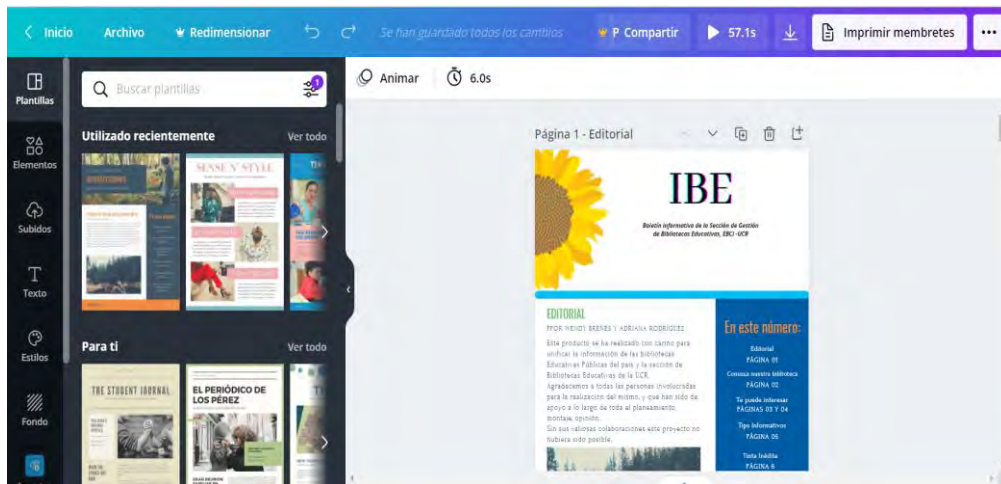 Inicio
Archivo
Redimensionar
Se han guardado todos los cambios
P Compartir
57.1s
Imprimir membretes
Plantillas
Elementos
Subidos
Texto
Estilos
Fondo
Buscar plantillas
1
Utilizado recientemente
Ver todo
SENSE N' STYLE
Para ti
Ver todo
THE STUDENT JOURNAL
EL PERIÓDICO DE
LOS PÉREZ
Animar
6.0s
Página 1 - Editorial
IBE
Boletín informativo de la Sección de Gestión
de Bibliotecas Educativas, EBCI -UCR
EDITORIAL
PPOR WENDY BRENES Y ADRIANA RODRÍGUEZ
Este producto se ha realizado con cariño para
unificar la información de las bibliotecas
Educativas Públicas del país y la sección de
Bibliotecas Educativas de la UCR.
Agradecemos a todas las personas involucradas
para la realización del mismo, y que han sido de
apoyo a lo largo de toda el planeamiento,
montaje, opinión.
Sin sus valiosas colaboraciones este proyecto no
hubiera sido posible.
En este número:
Editorial
PÁGINA 01
Conozca nuestra biblioteca
PÁGINA 02
Te puede interesar
PÁGINAS 03 Y 04
Tips Informativos
PÁGINA 05
Tinta Inédita
PÁGINA 6